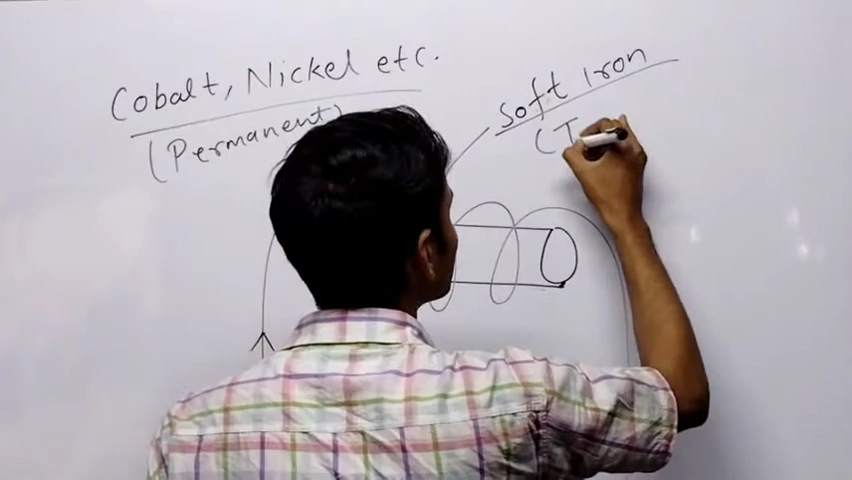 Cobalt, Nickel etc.
(Permanent)
Soft Iron
(T